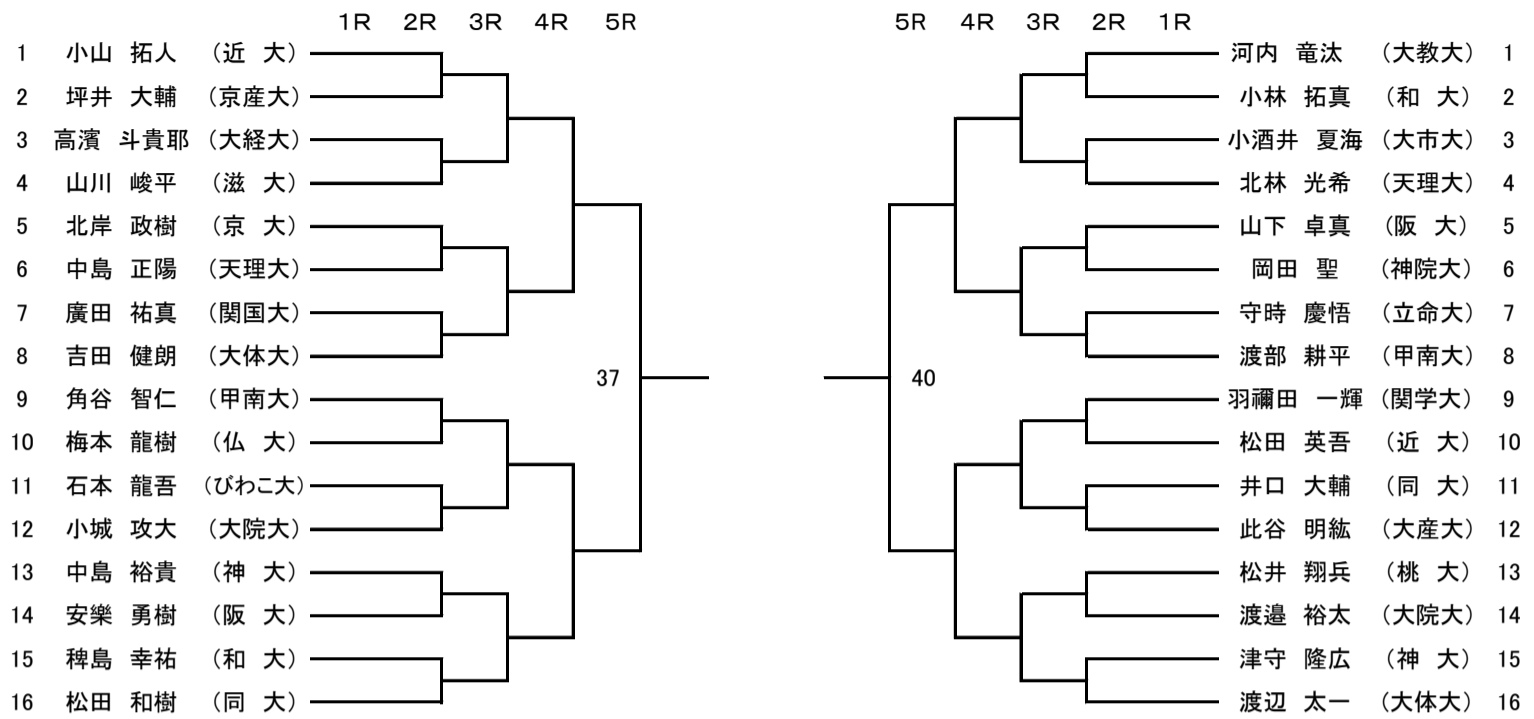 1R 2R 3R 4R 5R
1 小山 拓人 （近 大）
2 坪井 大輔 （京産大）
3 高濱 斗貴耶 （大経大）
4 山川 峻平 （滋 大）
5 北岸 政樹 （京 大）
6 中島 正陽 （天理大）
7 廣田 祐真 （関国大）
8 吉田 健朗 （大体大）
37
9 角谷 智仁 （甲南大）
10 梅本 龍樹 （仏 大）
11 石本 龍吾 （びわこ大）
12 小城 攻大 （大院大）
13 中島 裕貴 （神 大）
14 安樂 勇樹 （阪 大）
15 稗島 幸祐 （和 大）
16 松田 和樹 （同 大）
5R 4R 3R 2R 1R
河内 竜汰 （大教大） 1
小林 拓真 （和 大） 2
小酒井 夏海 （大市大） 3
北林 光希 （天理大） 4
山下 卓真 （阪 大） 5
岡田 聖 （神院大） 6
守時 慶悟 （立命大） 7
渡部 耕平 （甲南大） 8
40
羽禰田 一輝 （関学大） 9
松田 英吾 （近 大） 10
井口 大輔 （同 大） 11
此谷 明紘 （大産大） 12
松井 翔兵 （桃 大） 13
渡邉 裕太 （大院大） 14
津守 隆広 （神 大） 15
渡辺 太一 （大体大） 16